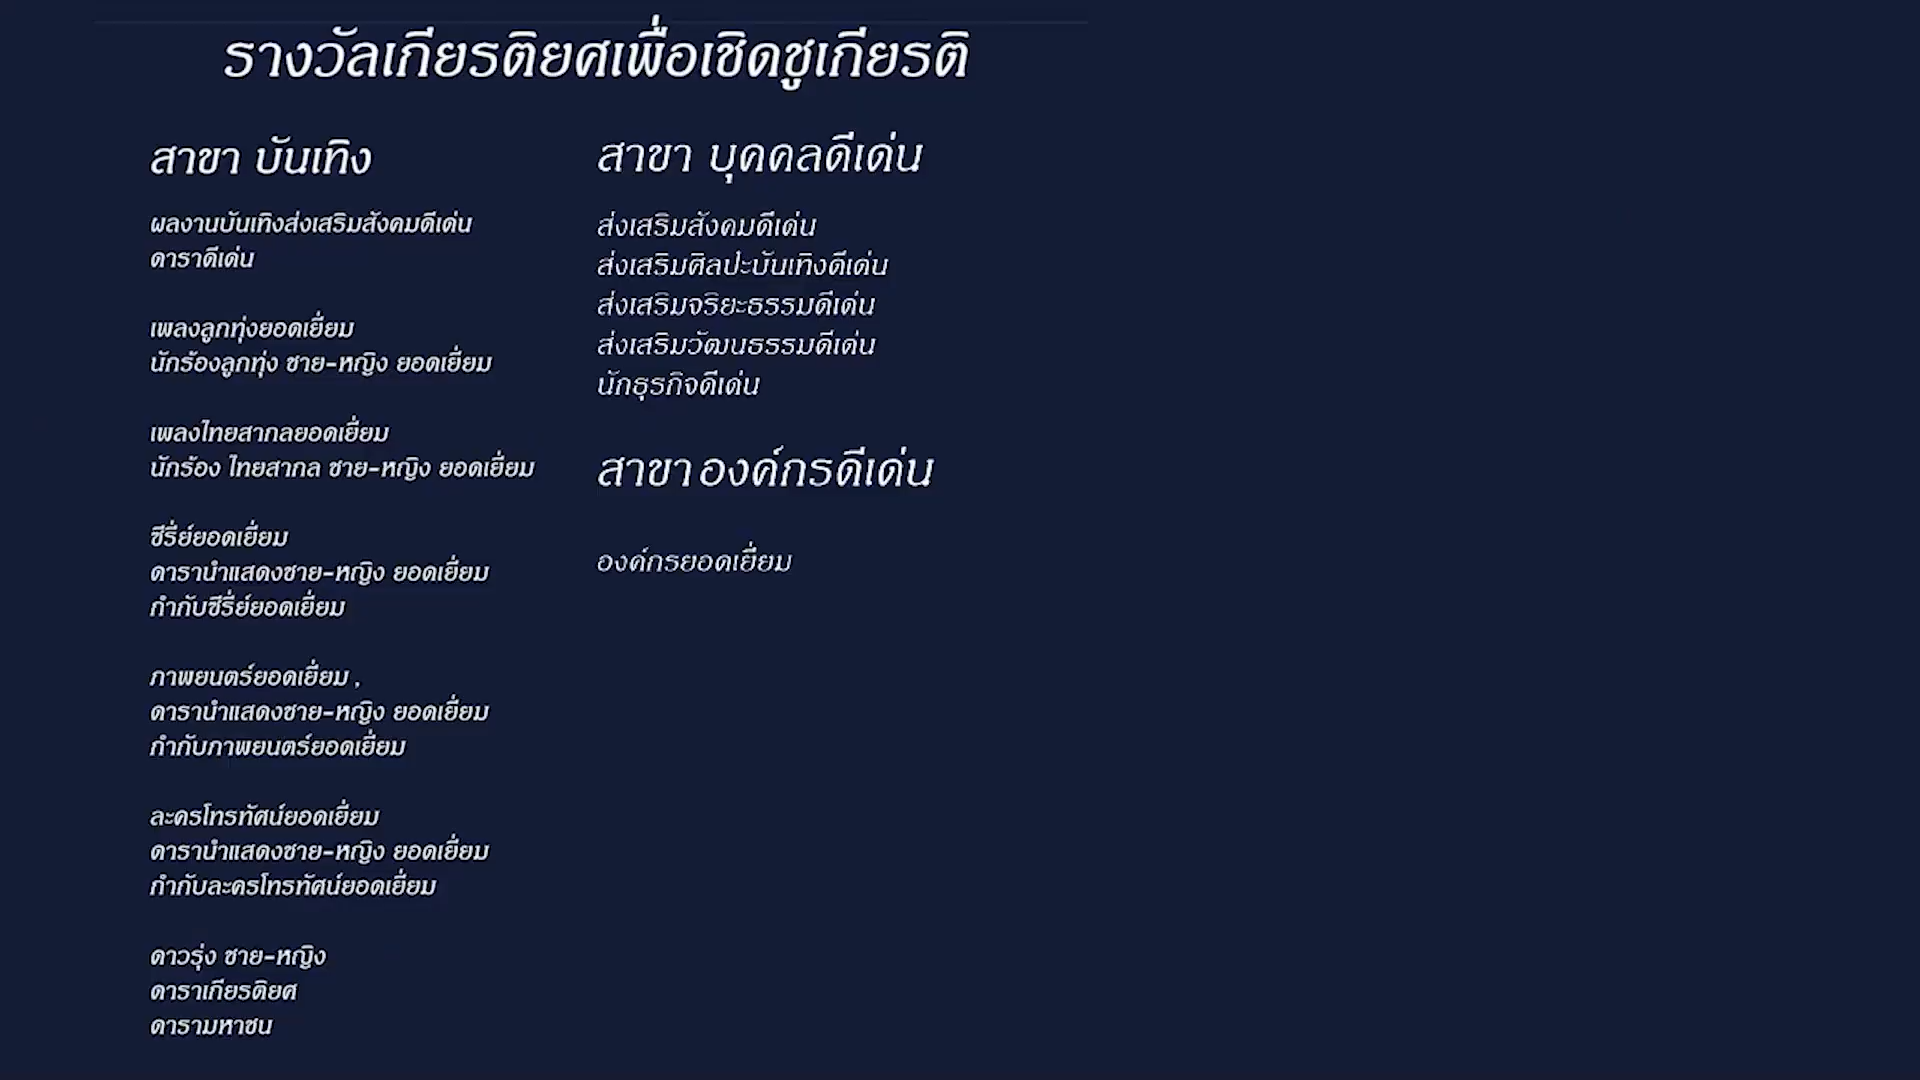 รางวัลเกียรติยศเพื่อเชิดชูเกียรติ
สาขา บันเทิง
ผลงานบันเทิงส่งเสริมสังคมดีเด่น
ดาราดีเด่น
เพลงลูกทุ่งยอดเยี่ยม
นักร้องลูกทุ่ง ชาย-หญิง ยอดเยี่ยม
เพลงไทยสากลยอดเยี่ยม
นักร้อง ไทยสากล ชาย-หญิง ยอดเยี่ยม
ซีรี่ย์ยอดเยี่ยม
ดารานำแสดงชาย-หญิง ยอดเยี่ยม
กำกับซีรี่ย์ยอดเยี่ยม
ภาพยนตร์ยอดเยี่ยม ,
ดารานำแสดงชาย-หญิง ยอดเยี่ยม
กำกับภาพยนตร์ยอดเยี่ยม
ละครโทรทัศน์ยอดเยี่ยม
ดารานำแสดงชาย-หญิง ยอดเยี่ยม
กำกับละครโทรทัศน์ยอดเยี่ยม
ดาวรุ่ง ชาย-หญิง
ดาราเกียรติยศ
ดารามหาชน
สาขา บุคคลดีเด่น
ส่งเสริมสังคมดีเด่น
ส่งเสริมศิลปะบันเทิงดีเด่น
ส่งเสริมจริยะธรรมดีเด่น
ส่งเสริมวัฒนธรรมดีเด่น
นักธุรกิจดีเด่น
สาขา องค์กรดีเด่น
องค์กรยอดเยี่ยม